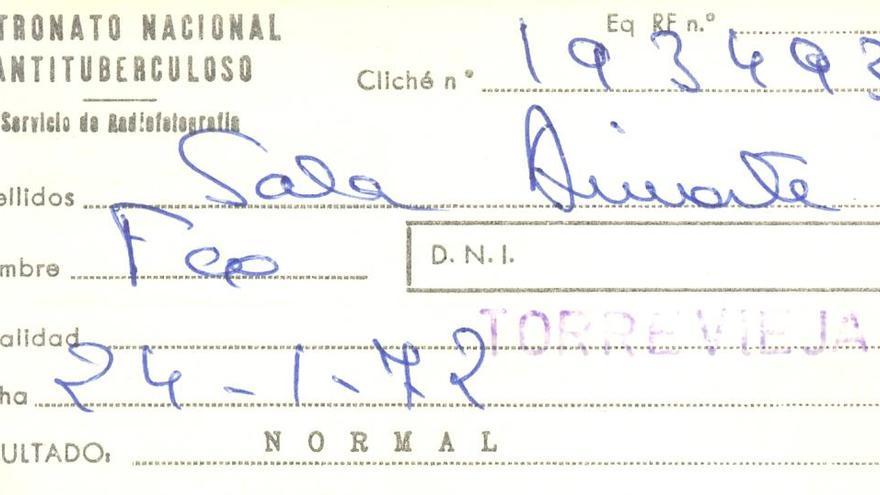 TRONATO NACIONAL
ANTITUBERCULOSO
Servicio de Radiofotografía
Eq RF n.º
Cliché n° 193493
ellidos Sala
mbre Fco
D. N. I.
alidad TORREVIEJA
ha 24-1-72
ULTADO: NORMAL